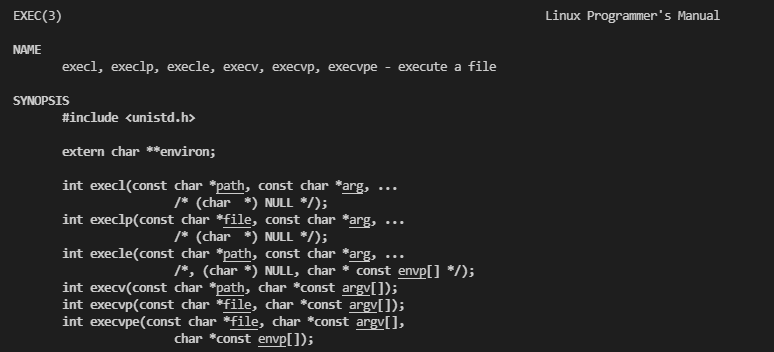 EXEC(3) Linux Programmer's Manual
NAME
execl, execlp, execle, execv, execvp, execvpe - execute a file
SYNOPSIS
#include <unistd.h>
extern char **environ;
int execl(const char *path, const char *arg, ...
/* (char  *) NULL */);
int execlp(const char *file, const char *arg, ...
/* (char  *) NULL */);
int execle(const char *path, const char *arg, ...
/*, (char *) NULL, char * const envp[] */);
int execv(const char *path, char *const argv[]);
int execvp(const char *file, char *const argv[]);
int execvpe(const char *file, char *const argv[],
char *const envp[]);